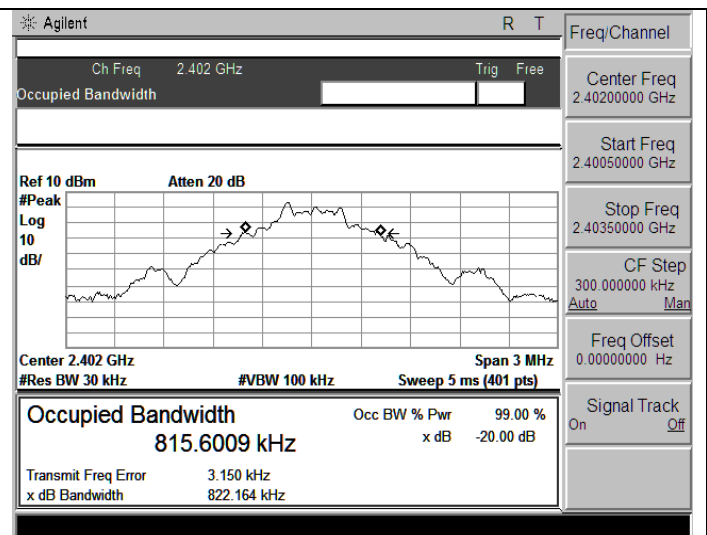 Agilent R T
Ch Freq 2.402 GHz Trig Free
Occupied Bandwidth
Ref 10 dBm Atten 20 dB
#Peak
Log
10
dB/
Center 2.402 GHz Span 3 MHz
#Res BW 30 kHz #VBW 100 kHz Sweep 5 ms (401 pts)
Occupied Bandwidth Occ BW % Pwr 99.00 %
815.6009 kHz x dB -20.00 dB
Transmit Freq Error 3.150 kHz
x dB Bandwidth 822.164 kHz
Freq/Channel
Center Freq
2.40200000 GHz
Start Freq
2.40050000 GHz
Stop Freq
2.40350000 GHz
CF Step
300.000000 kHz
Auto Man
Freq Offset
0.00000000 Hz
Signal Track
On Off